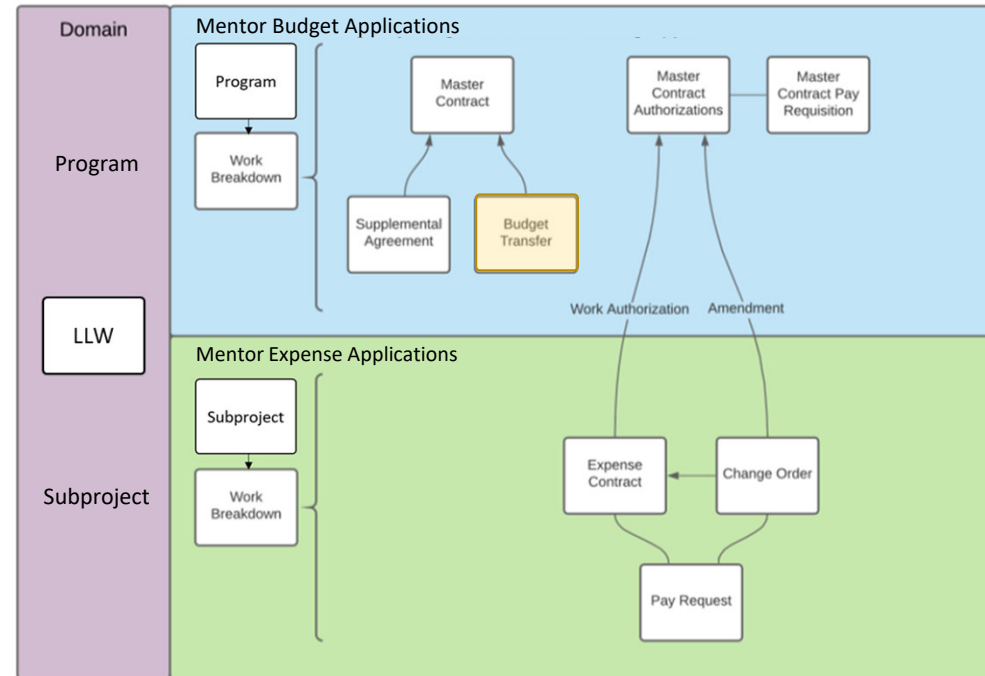 Domain
Program
LLW
Subproject
Mentor Budget Applications
Program
Work
Breakdown
Master
Contract
Supplemental
Agreement
Budget
Transfer
Master
Contract
Authorizations
Master
Contract Pay
Requisition
Work Authorization
Amendment
Mentor Expense Applications
Subproject
Work
Breakdown
Expense
Contract
Change Order
Pay Request